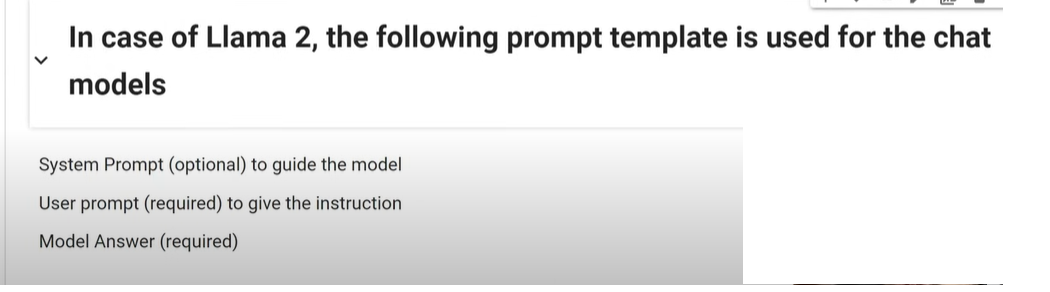 In case of Llama 2, the following prompt template is used for the chat
models
System Prompt (optional) to guide the model
User prompt (required) to give the instruction
Model Answer (required)